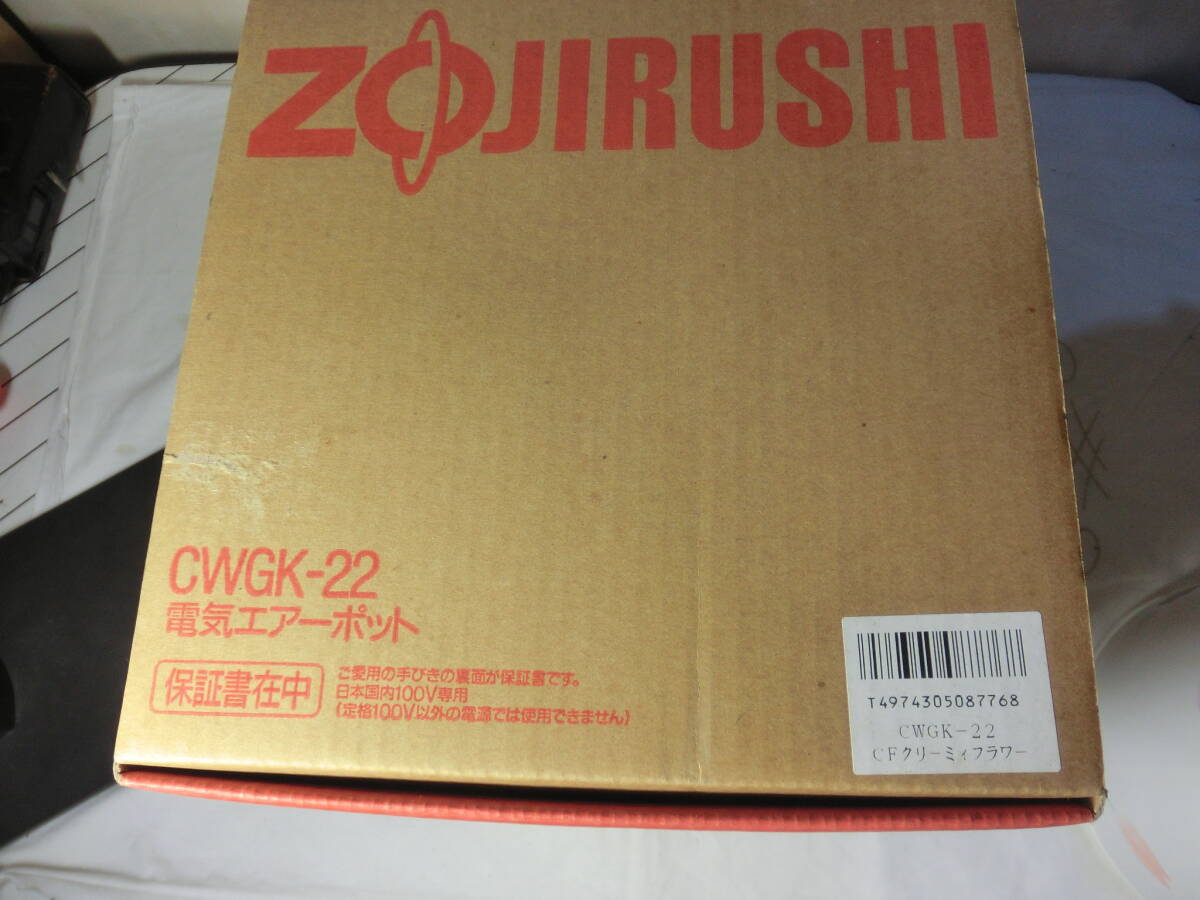 ZOJIRUSHI
CWGK-22
電気エアーポット
保証書在中
ご愛用の手びきの裏面が保証書です。
日本国内100V専用
(定格100V以外の電源では使用できません)
T4974305087768
CWGK-22
CFクリーミィフラワー